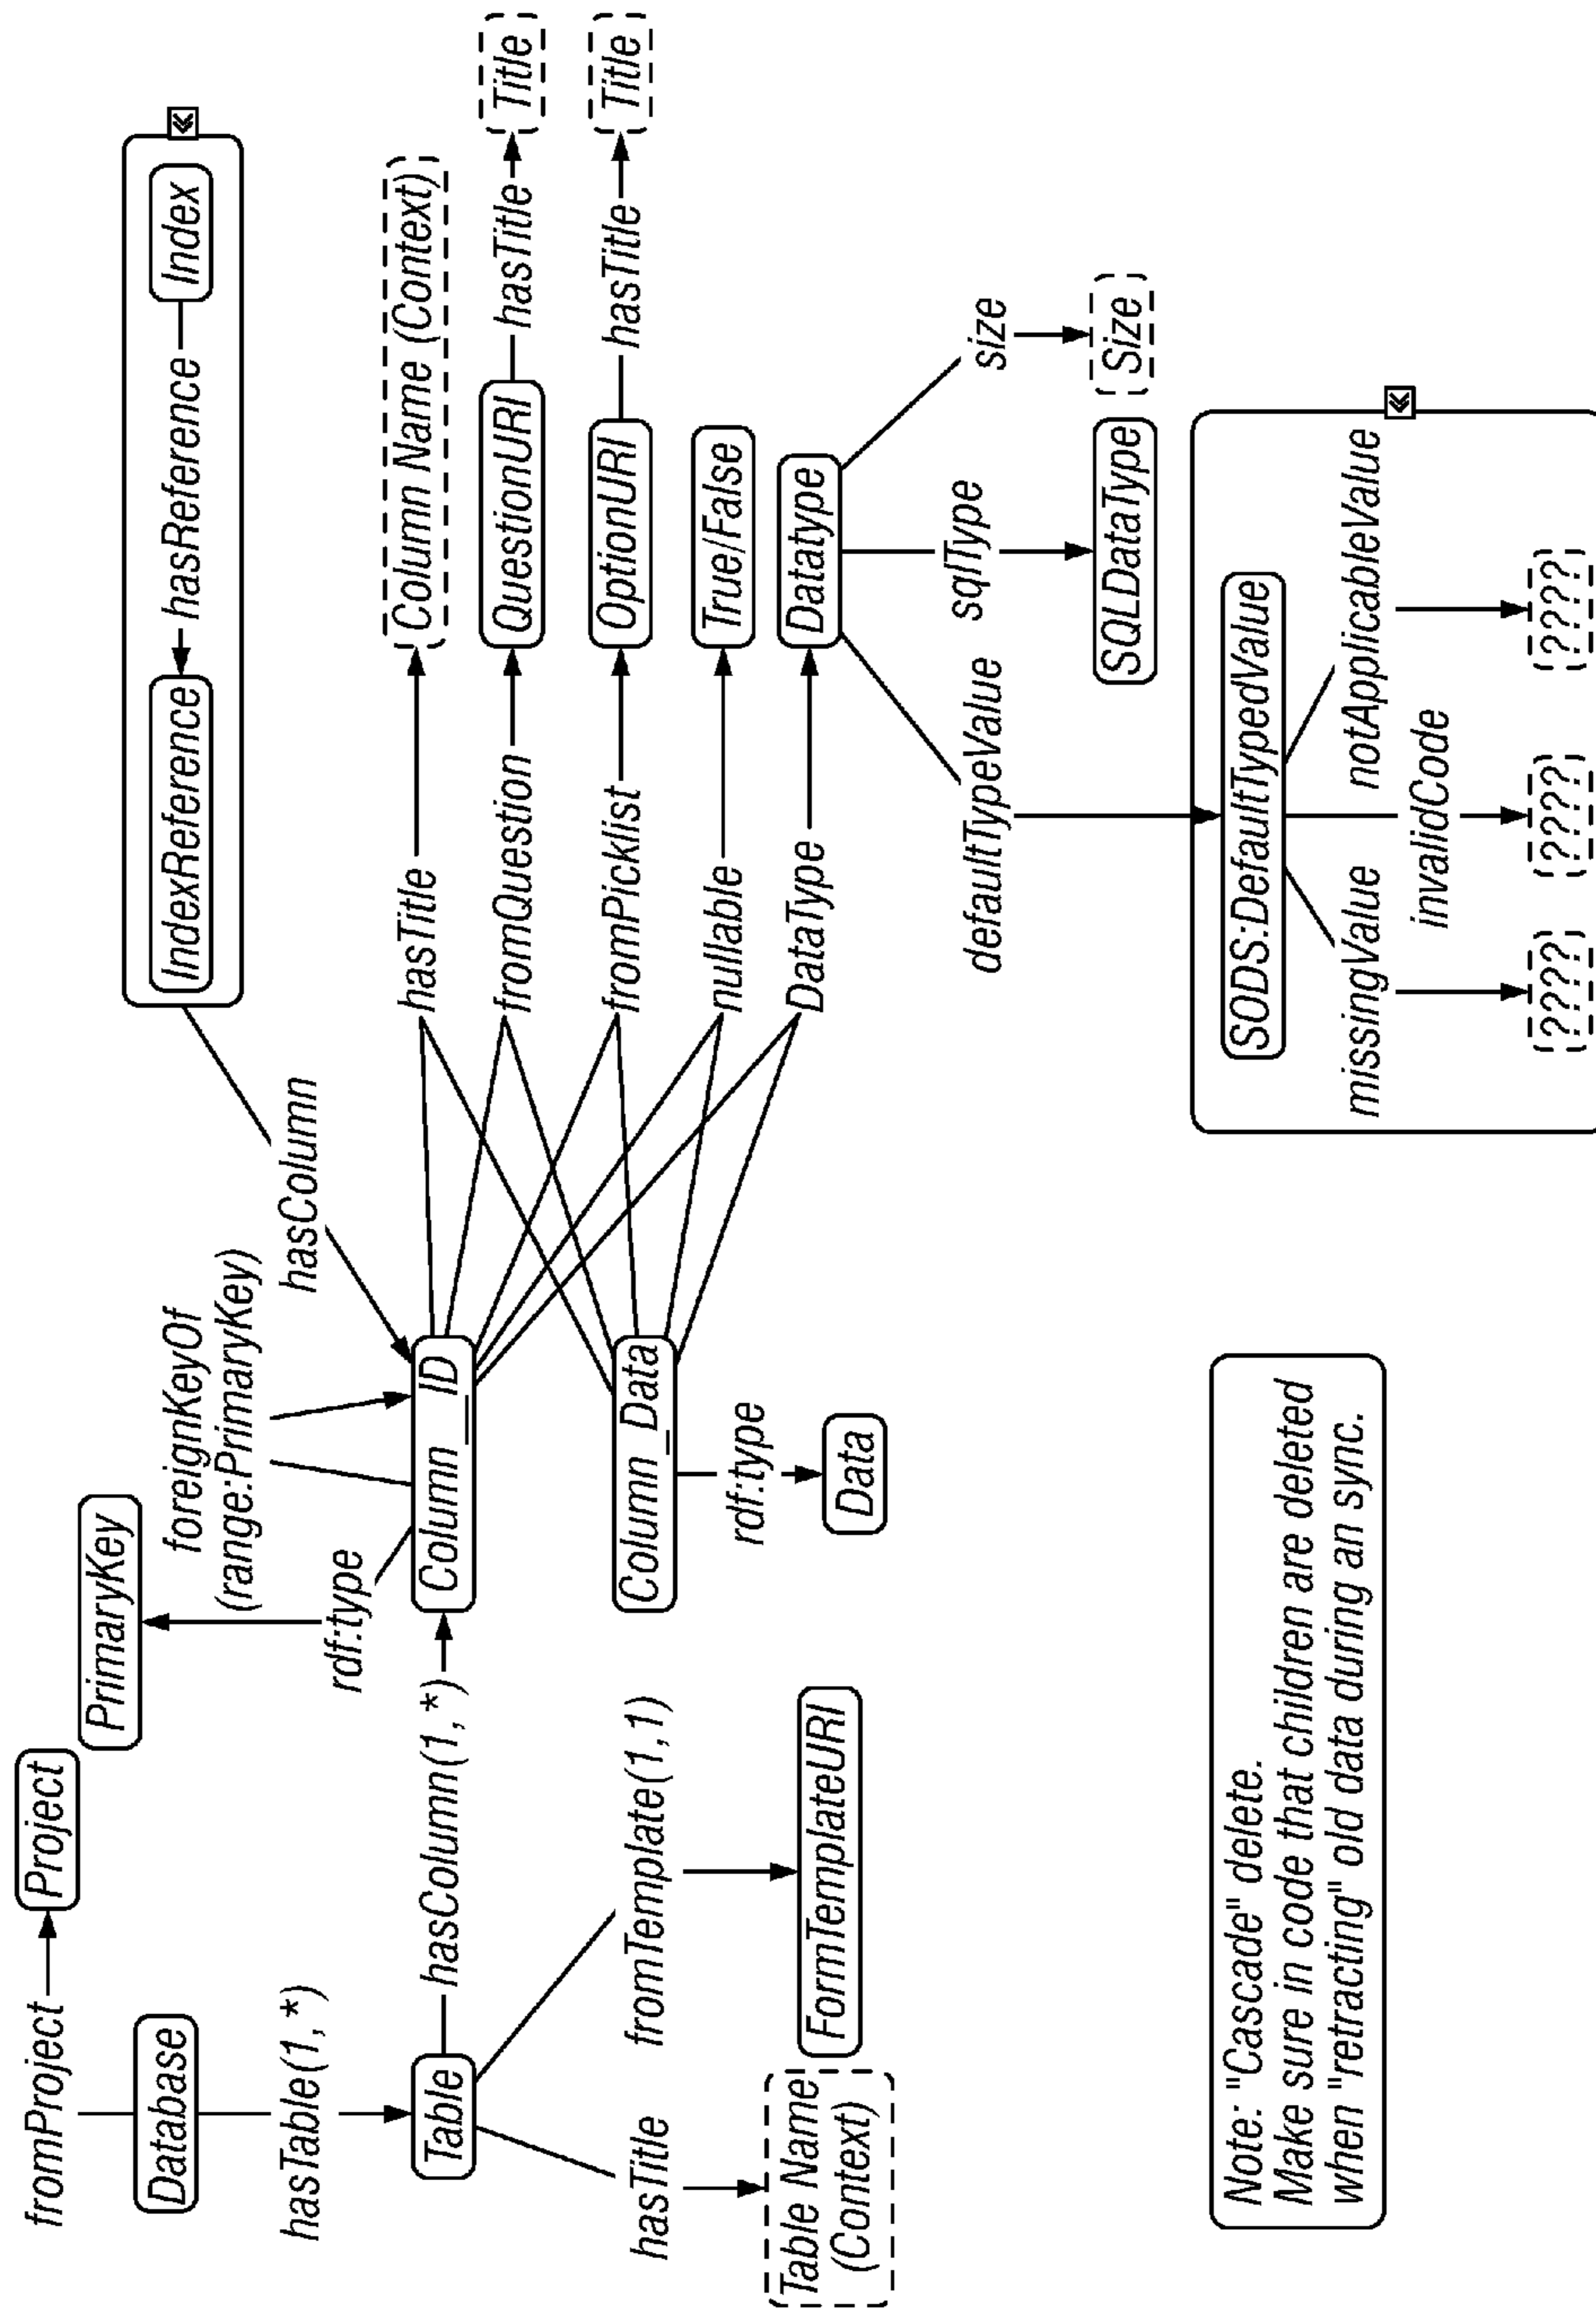 fromProject
Project
Database
hasTable(1,*)
Table
hasTitle
Table Name
(Context)
hasColumn(1,*)
fromTemplate(1,1)
FormTemplateURI
PrimaryKey
rdf:type
foreignKeyOf
(range:PrimaryKey)
hasColumn
Column_ID
Column_Data
rdf:type
Data
IndexReference
hasReference
Index
«
hasTitle
Column Name (Context)
fromQuestion
QuestionURI
hasTitle
Title
fromPicklist
OptionURI
hasTitle
Title
nullable
True/False
DataType
Datatype
defaultTypeValue
sqlType
size
SQLDataType
Size
«
SODS:DefaultTypedValue
missingValue
invalidCode
notApplicableValue
????
????
????
Note: "Cascade" delete.
Make sure in code that children are deleted
when "retracting" old data during an sync.